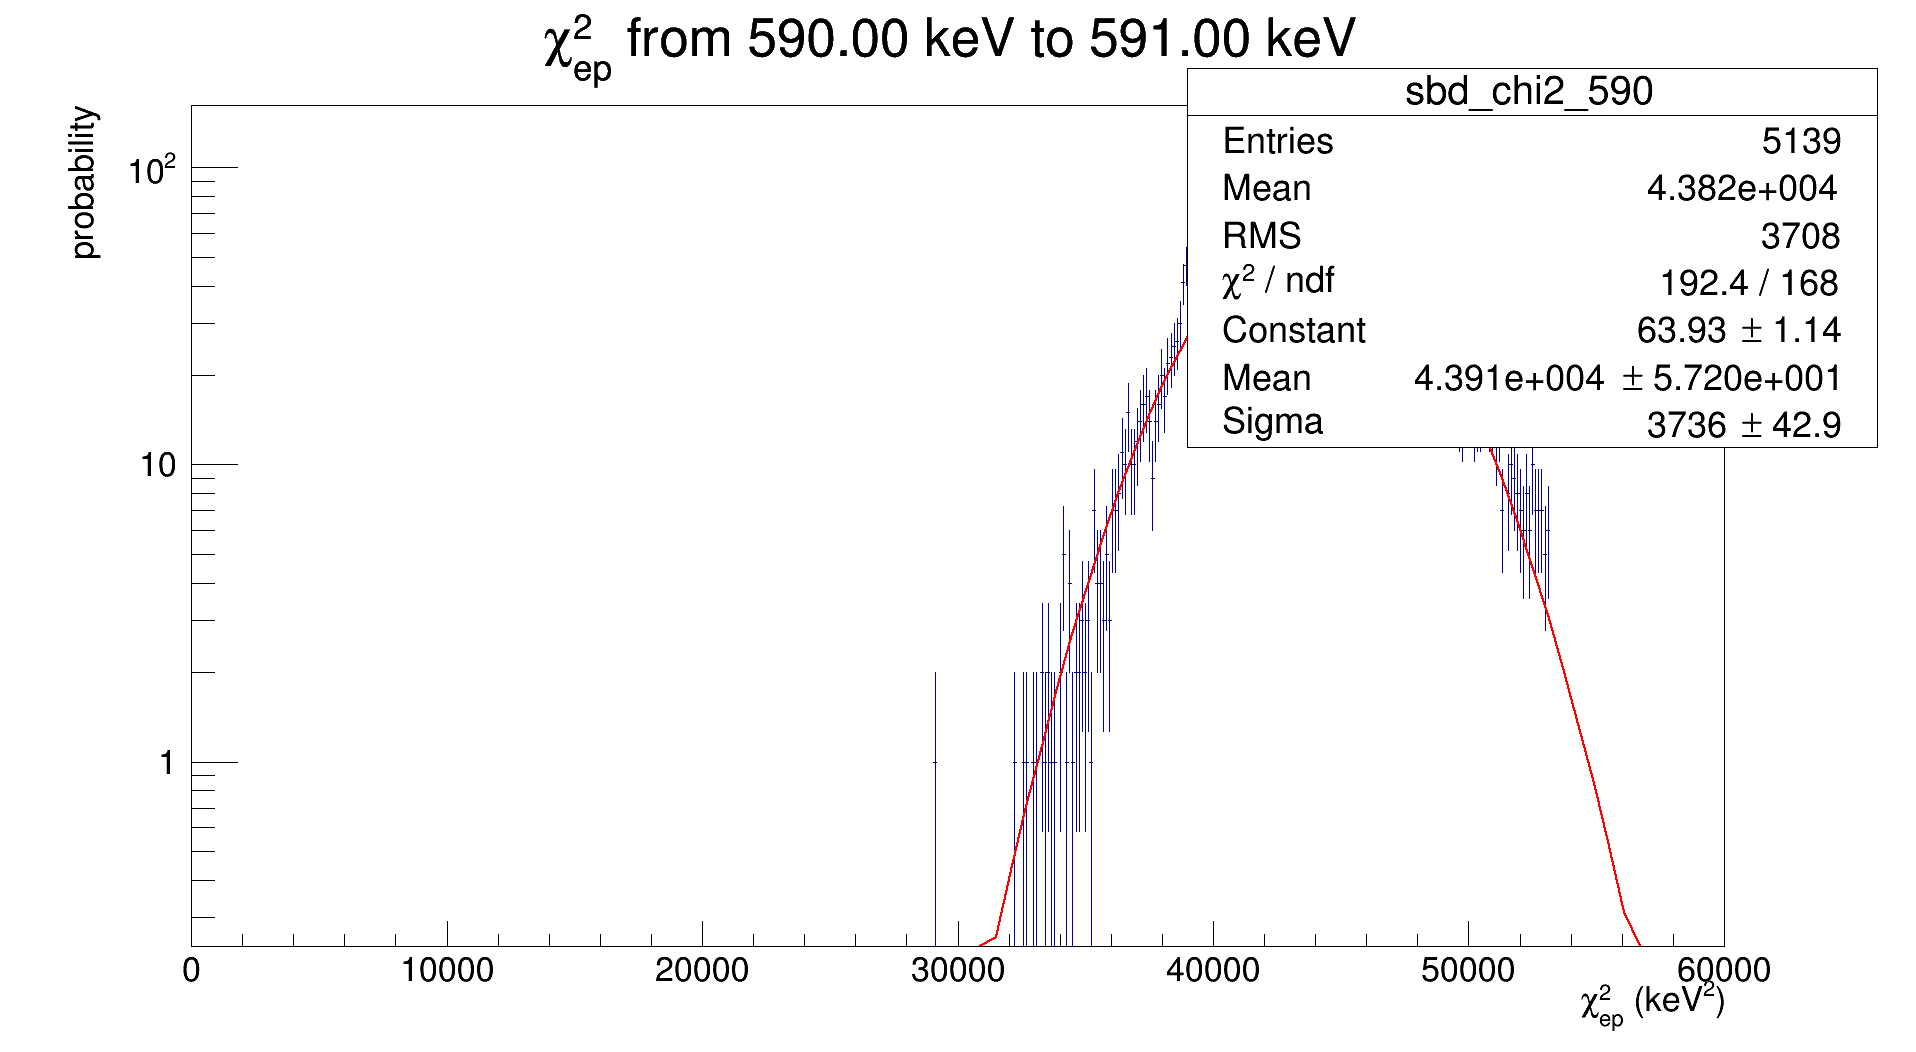 χ²ep from 590.00 keV to 591.00 keV
probability
10²
10
1
sbd_chi2_590
Entries 5139
Mean 4.382e+004
RMS 3708
χ² / ndf 192.4 / 168
Constant 63.93 ± 1.14
Mean 4.391e+004 ± 5.720e+001
Sigma 3736 ± 42.9
0 10000 20000 30000 40000 50000 60000
χ²ep (keV²)